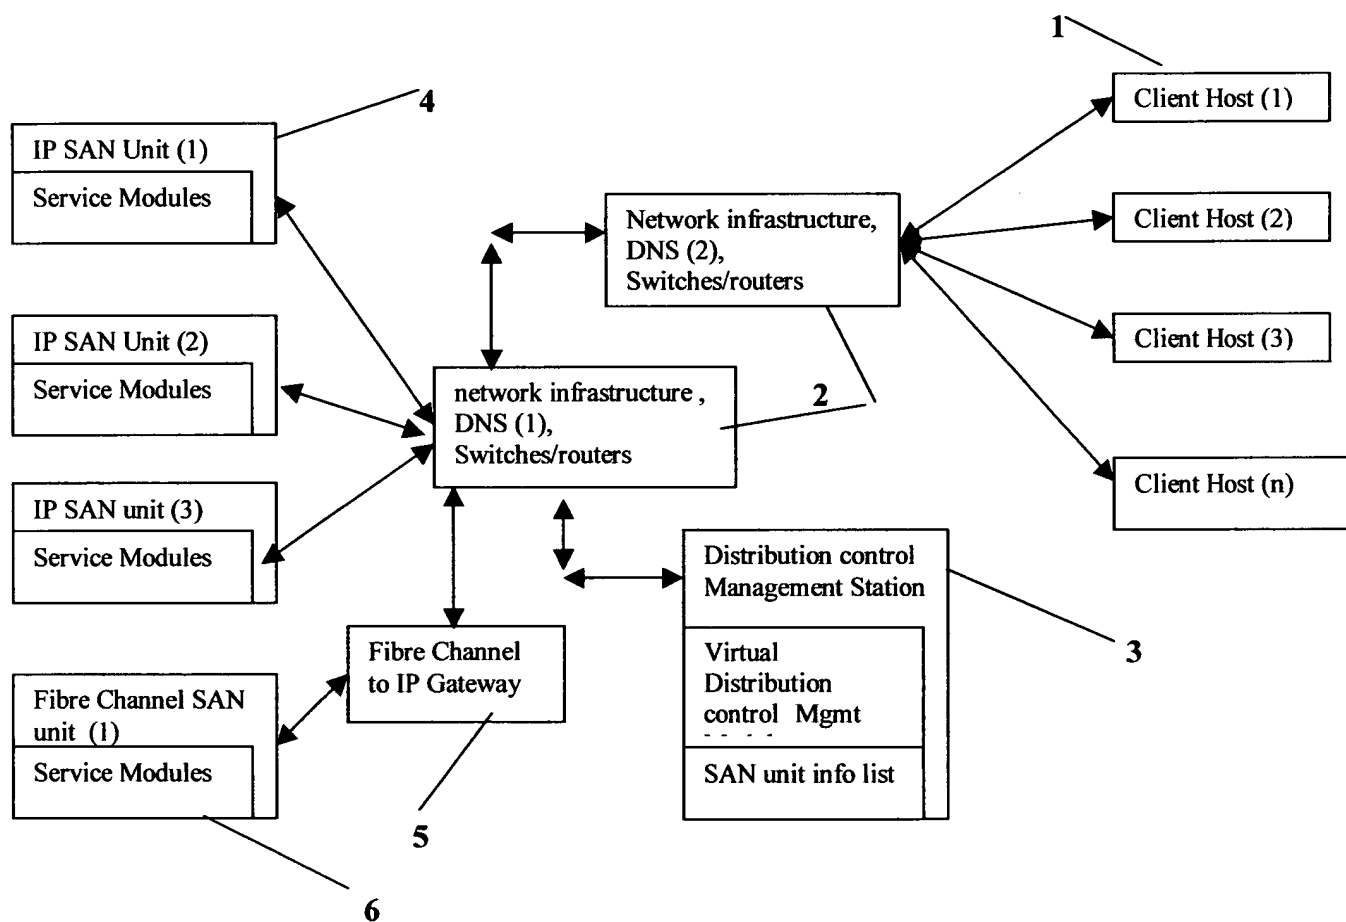 1
Client Host (1)
4
IP SAN Unit (1)
Service Modules
Network infrastructure,
DNS (2),
Switches/routers
Client Host (2)
IP SAN Unit (2)
Service Modules
Client Host (3)
network infrastructure ,
DNS (1),
Switches/routers
2
Client Host (n)
IP SAN unit (3)
Service Modules
Distribution control
Management Station
Virtual
Distribution
control Mgmt
SAN unit info list
3
Fibre Channel
to IP Gateway
Fibre Channel SAN
unit (1)
Service Modules
5
6